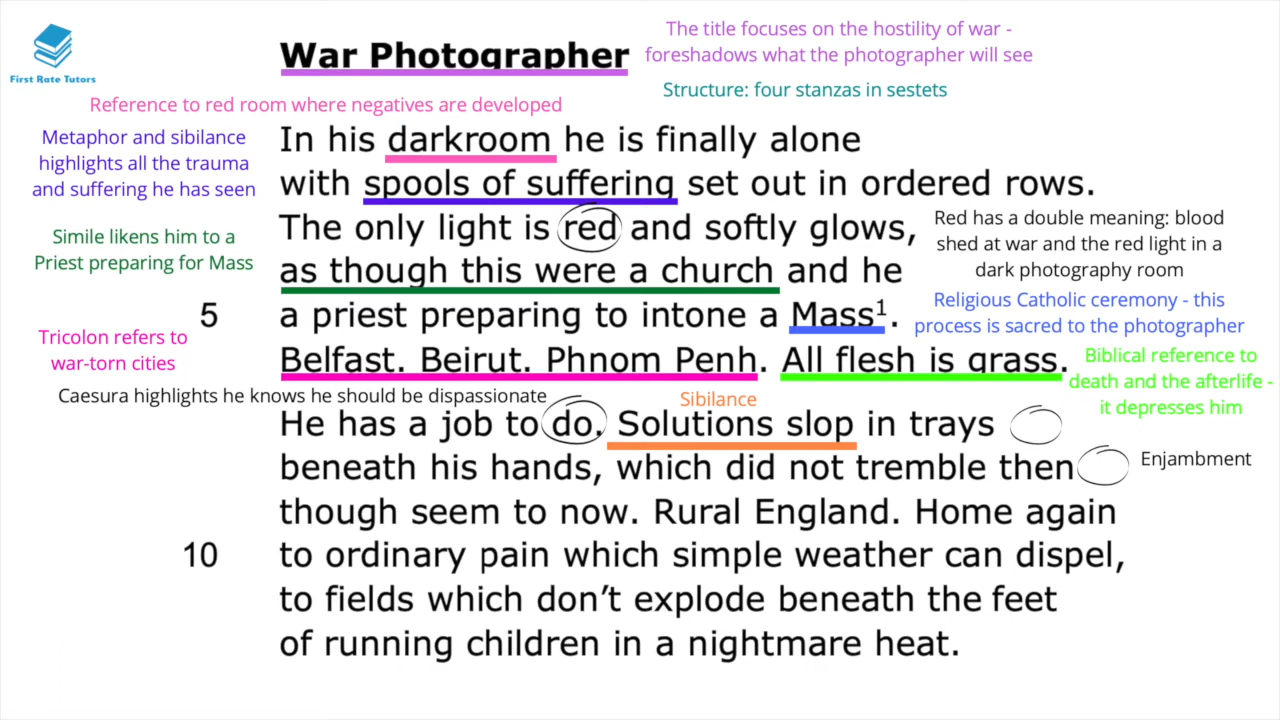 First Rate Tutors
War Photographer
The title focuses on the hostility of war -
foreshadows what the photographer will see
Structure: four stanzas in sestets
Reference to red room where negatives are developed
Metaphor and sibilance
highlights all the trauma
and suffering he has seen
In his darkroom he is finally alone
with spools of suffering set out in ordered rows.
The only light is red and softly glows,
Red has a double meaning: blood
shed at war and the red light in a
dark photography room
Simile likens him to a
Priest preparing for Mass
as though this were a church and he
5 a priest preparing to intone a Mass¹.
Religious Catholic ceremony - this
process is sacred to the photographer
Tricolon refers to
war-torn cities
Belfast. Beirut. Phnom Penh. All flesh is grass.
Biblical reference to
death and the afterlife -
it depresses him
Caesura highlights he knows he should be dispassionate
Sibilance
He has a job to do. Solutions slop in trays
beneath his hands, which did not tremble then
Enjambment
though seem to now. Rural England. Home again
10 to ordinary pain which simple weather can dispel,
to fields which don’t explode beneath the feet
of running children in a nightmare heat.